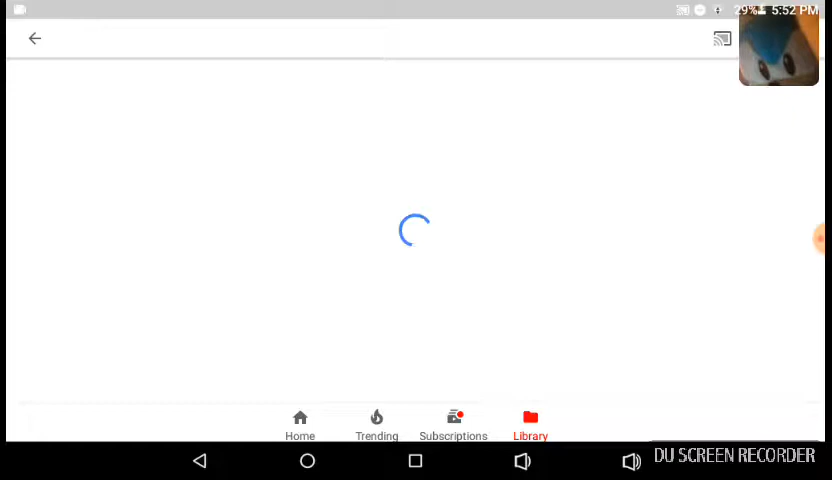 29% 5:52 PM
Home
Trending
Subscriptions
Library
DU SCREEN RECORDER